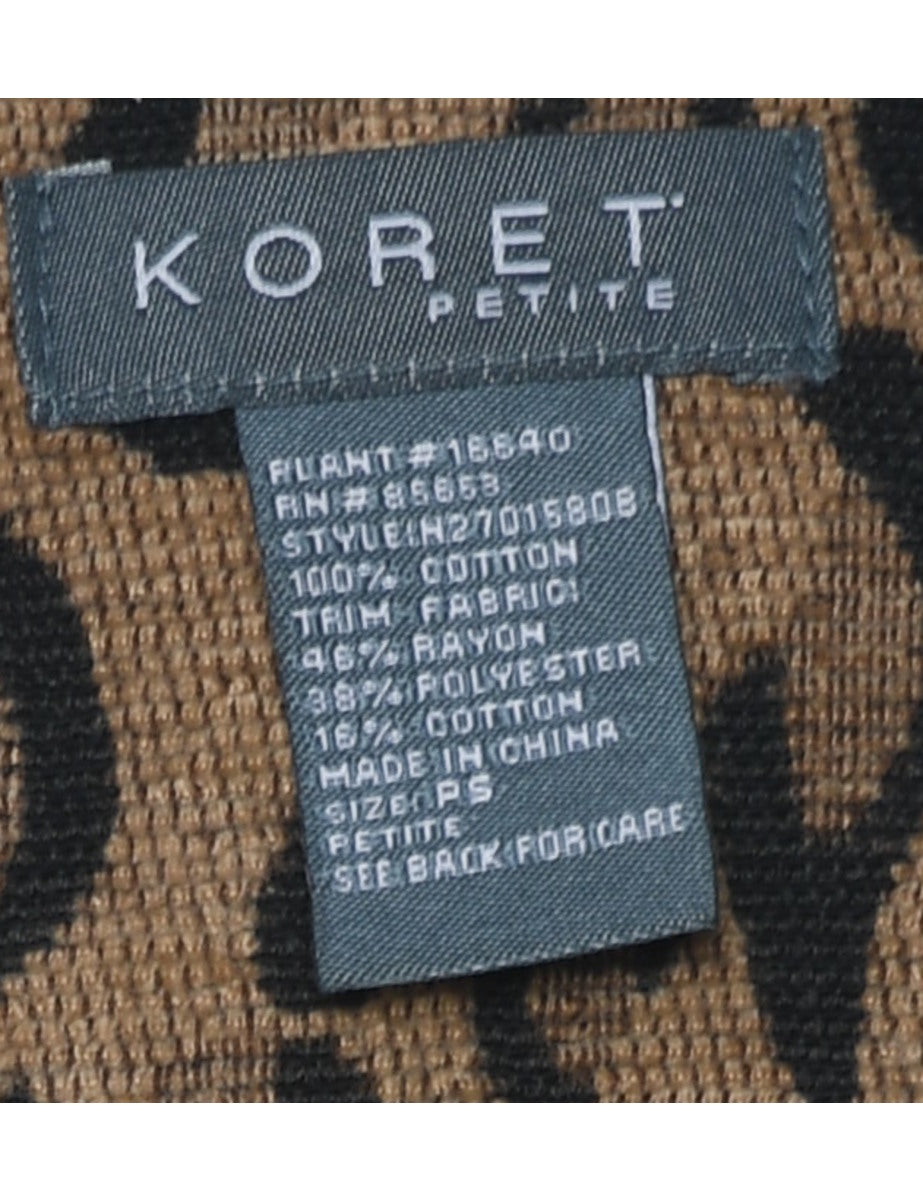 KORET
PETITE
PLANT #16640
RN #85653
STYLE:H2701580B
100% COTTON
TRIM FABRIC:
46% RAYON
38% POLYESTER
16% COTTON
MADE IN CHINA
SIZE: PS
PETITE
SEE BACK FOR CARE